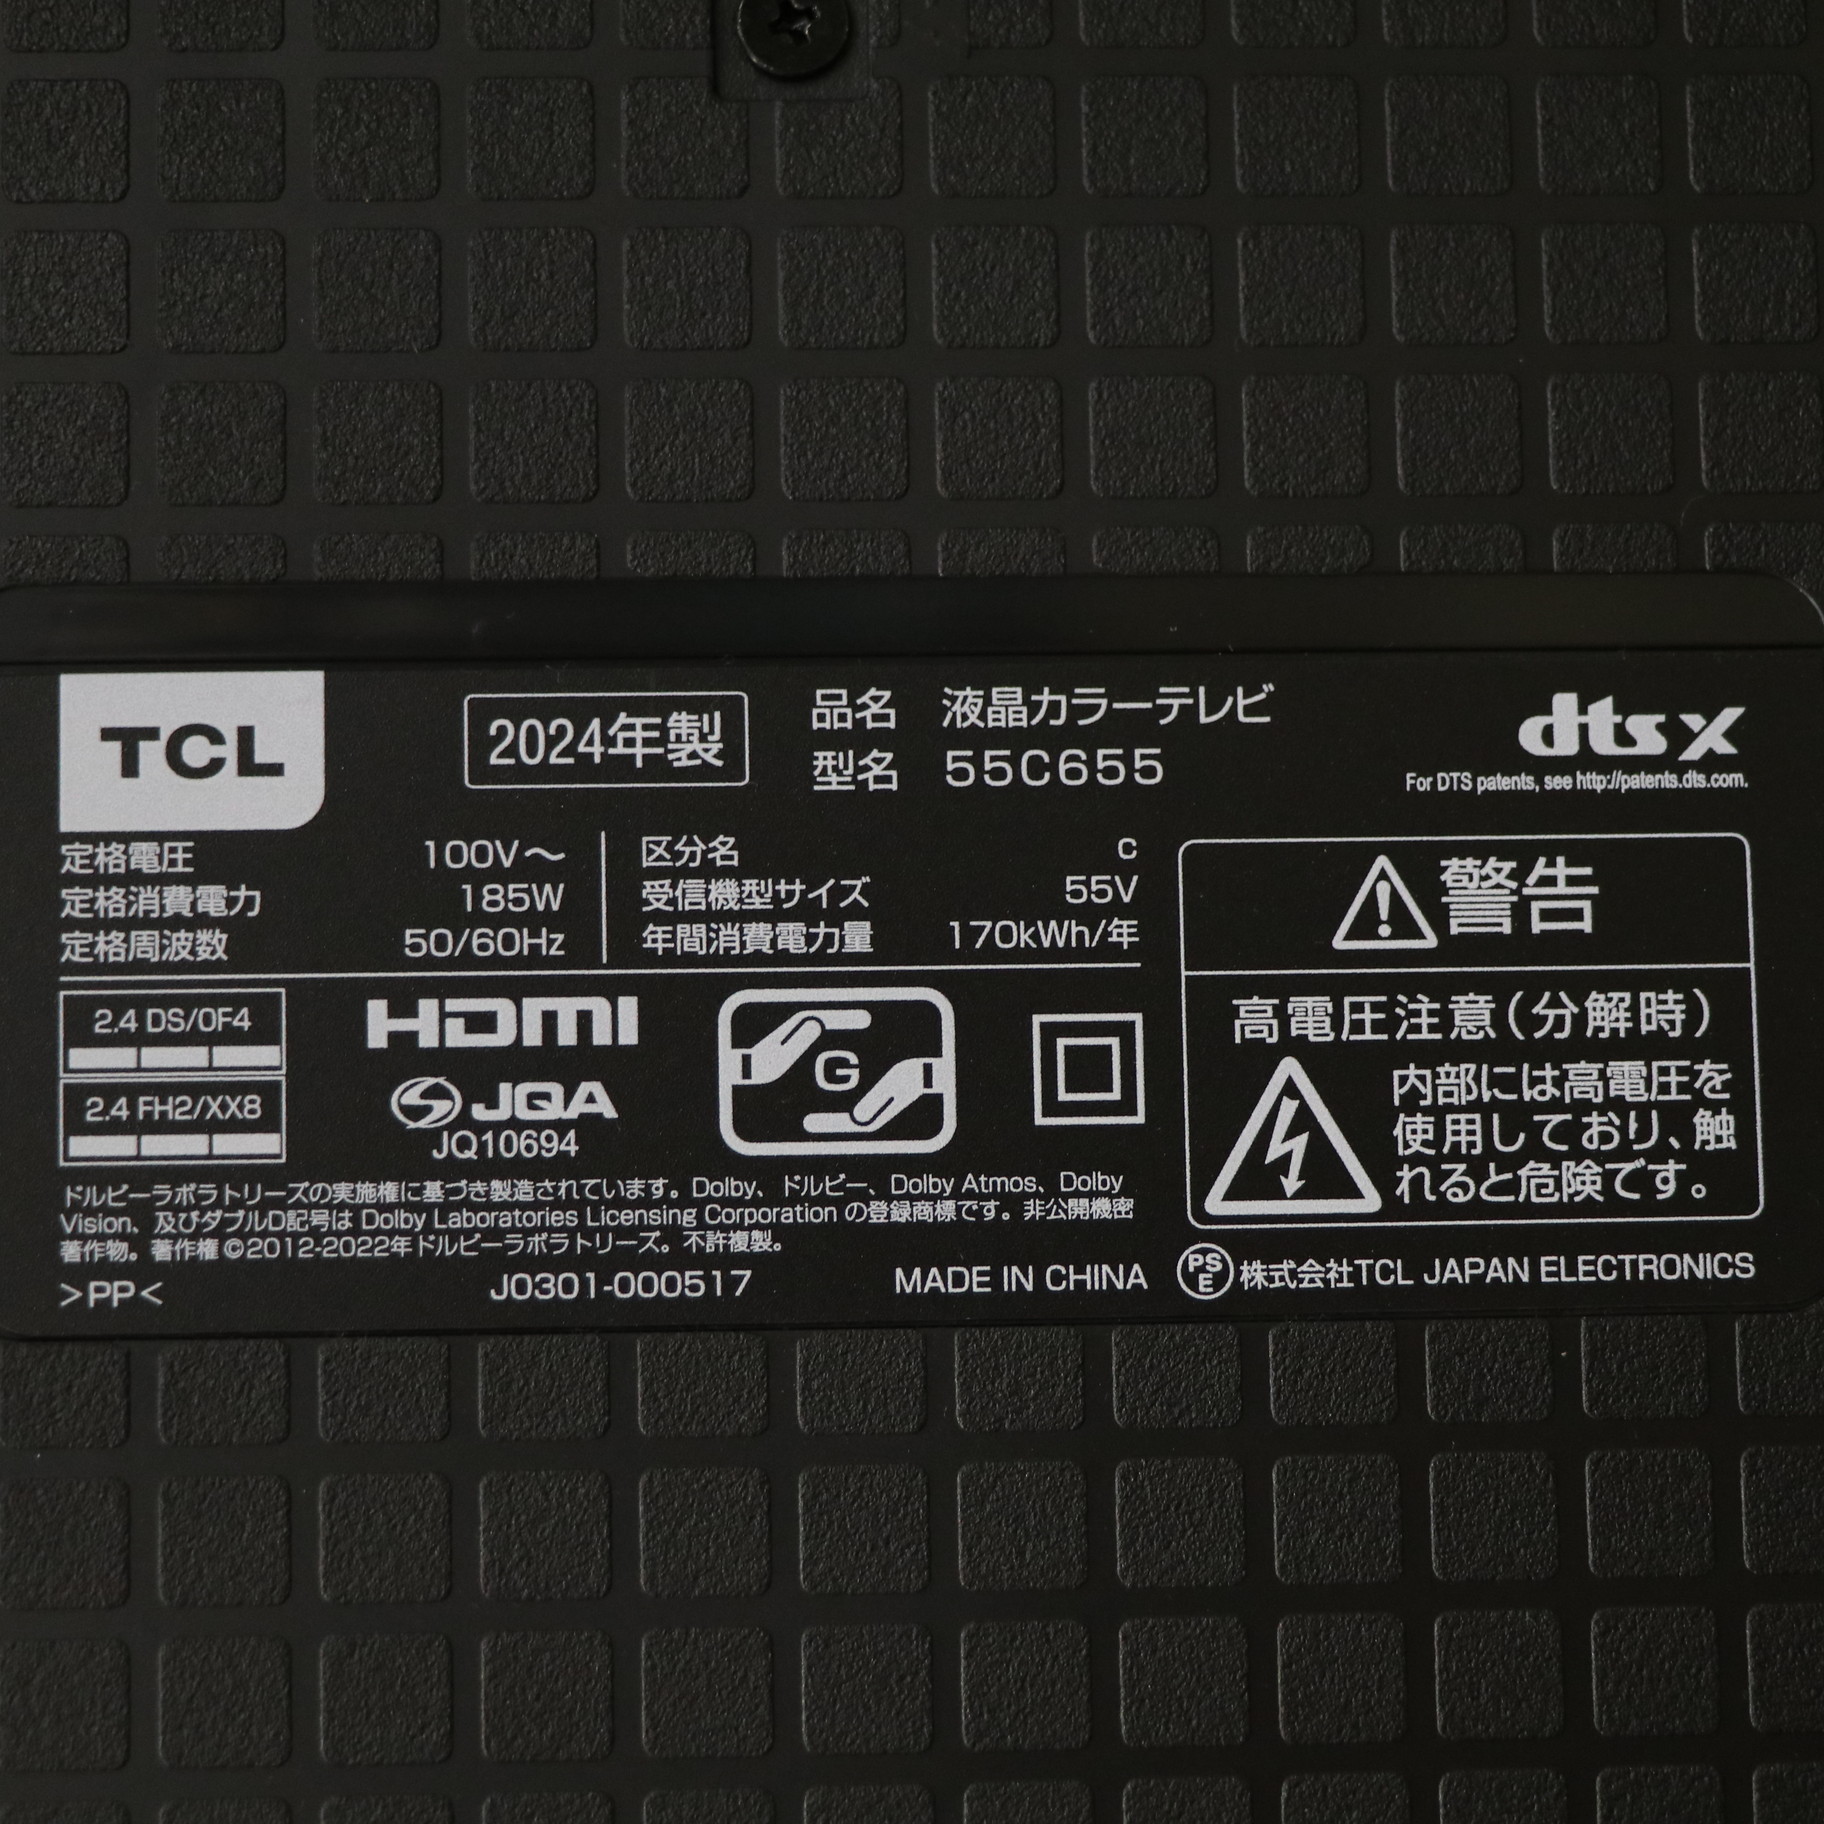 TCL
2024年製
品名 液晶カラーテレビ
型名 55C655
dts x
For DTS patents, see http://patents.dts.com.
定格電圧 100V～
定格消費電力 185W
定格周波数 50/60Hz
区分名 C
受信機型サイズ 55V
年間消費電力量 170kWh/年
警告
高電圧注意(分解時)
内部には高電圧を
使用しており、触
れると危険です。
2.4 DS/OF4
2.4 FH2/XX8
HDMI
JQA
JQ10694
G
ドルビーラボラトリーズの実施権に基づき製造されています。Dolby、ドルビー、Dolby Atmos、Dolby
Vision、及びダブルD記号は Dolby Laboratories Licensing Corporation の登録商標です。非公開機密
著作物。著作権 ©2012-2022年ドルビーラボラトリーズ。不許複製。
>PP<
J0301-000517
MADE IN CHINA
PSE 株式会社TCL JAPAN ELECTRONICS